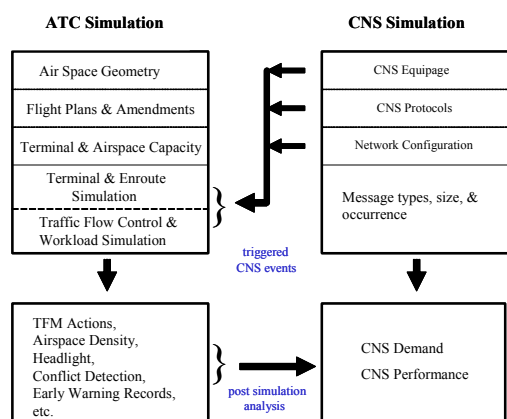 ATC Simulation
Air Space Geometry
Flight Plans & Amendments
Terminal & Airspace Capacity
Terminal & Enroute
Simulation
Traffic Flow Control &
Workload Simulation
CNS Simulation
CNS Equipage
CNS Protocols
Network Configuration
Message types, size, &
occurrence
triggered
CNS events
TFM Actions,
Airspace Density,
Headlight,
Conflict Detection,
Early Warning Records,
etc.
post simulation
analysis
CNS Demand
CNS Performance